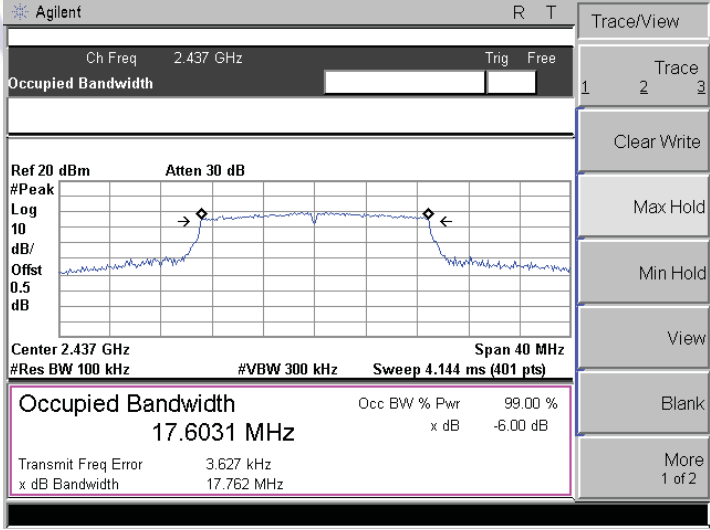 Agilent R T
Trace/View
Ch Freq 2.437 GHz Trig Free
Occupied Bandwidth
Trace
1 2 3
Clear Write
Ref 20 dBm Atten 30 dB
#Peak
Log
10
dB/
Offst
0.5
dB
Max Hold
Min Hold
View
Center 2.437 GHz Span 40 MHz
#Res BW 100 kHz #VBW 300 kHz Sweep 4.144 ms (401 pts)
Occupied Bandwidth Occ BW % Pwr 99.00 %
17.6031 MHz x dB -6.00 dB
Transmit Freq Error 3.627 kHz
x dB Bandwidth 17.762 MHz
Blank
More
1 of 2